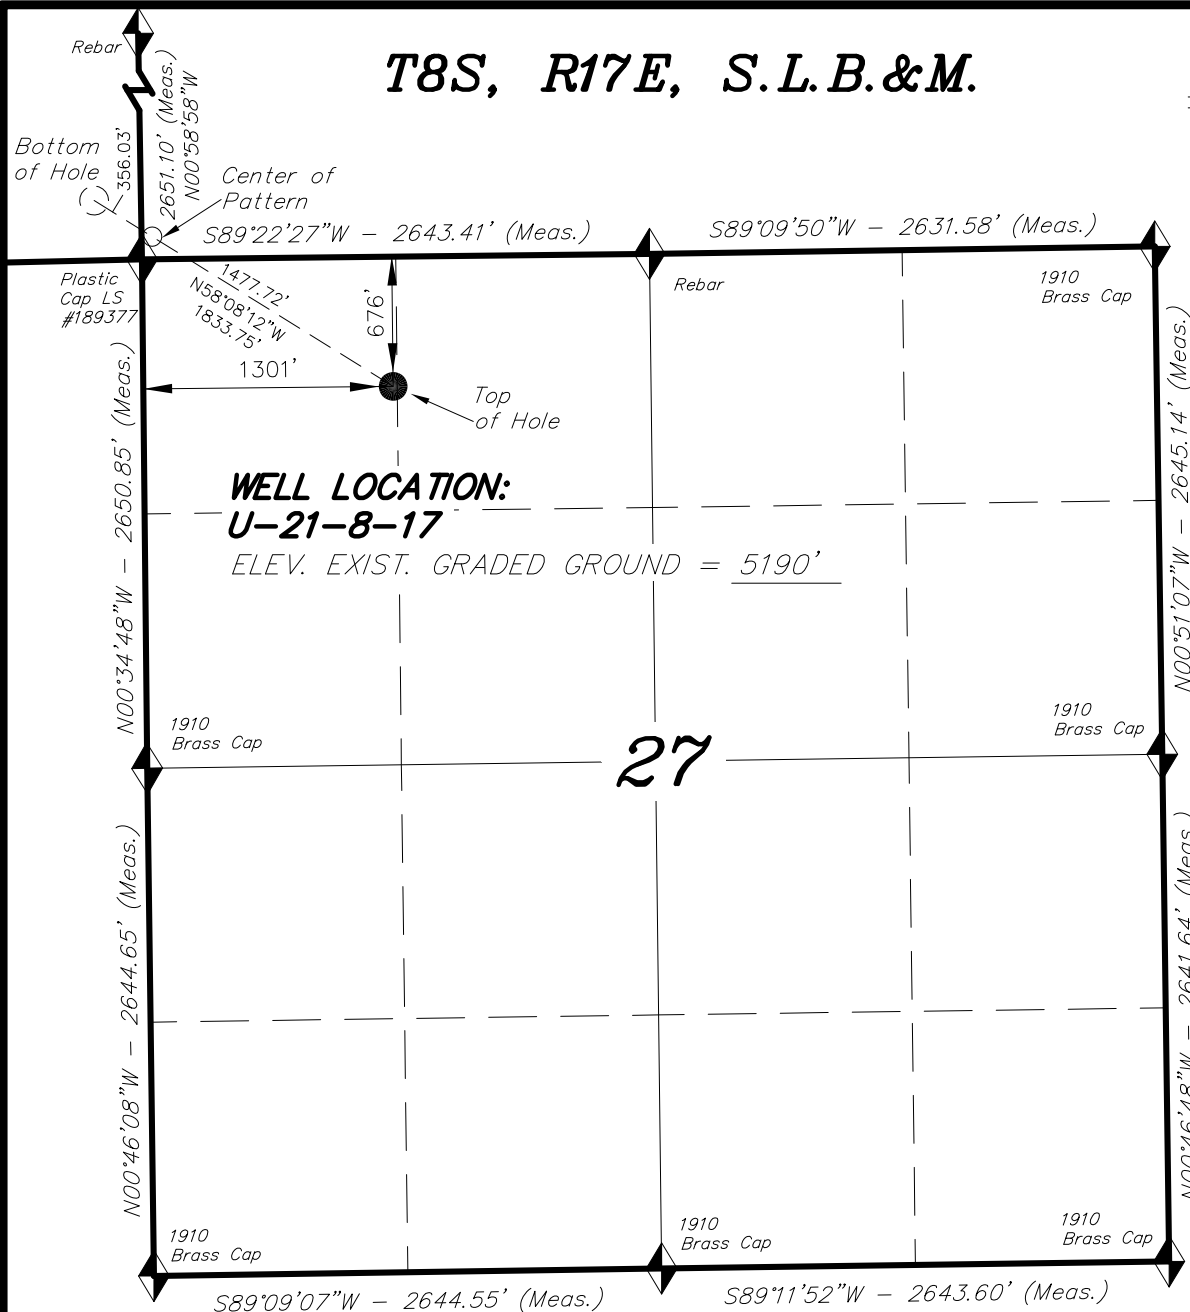 T8S, R17E, S.L.B.&M.
Rebar
2651.10' (Meas.)
N00°58'58"W
356.03'
Bottom
of Hole
Center of
Pattern
S89°22'27"W - 2643.41' (Meas.)
S89°09'50"W - 2631.58' (Meas.)
Plastic
Cap LS
#189377
Rebar
1910
Brass Cap
1477.72'
N58°08'12"W
1833.75'
676'
1301'
Top
of Hole
N00°34'48"W - 2650.85' (Meas.)
N00°51'07"W - 2645.14' (Meas.)
WELL LOCATION:
U-21-8-17
ELEV. EXIST. GRADED GROUND = 5190'
1910
Brass Cap
1910
Brass Cap
27
N00°46'08"W - 2644.65' (Meas.)
N00°46'48"W - 2641.64' (Meas.)
1910
Brass Cap
1910
Brass Cap
1910
Brass Cap
S89°09'07"W - 2644.55' (Meas.)
S89°11'52"W - 2643.60' (Meas.)